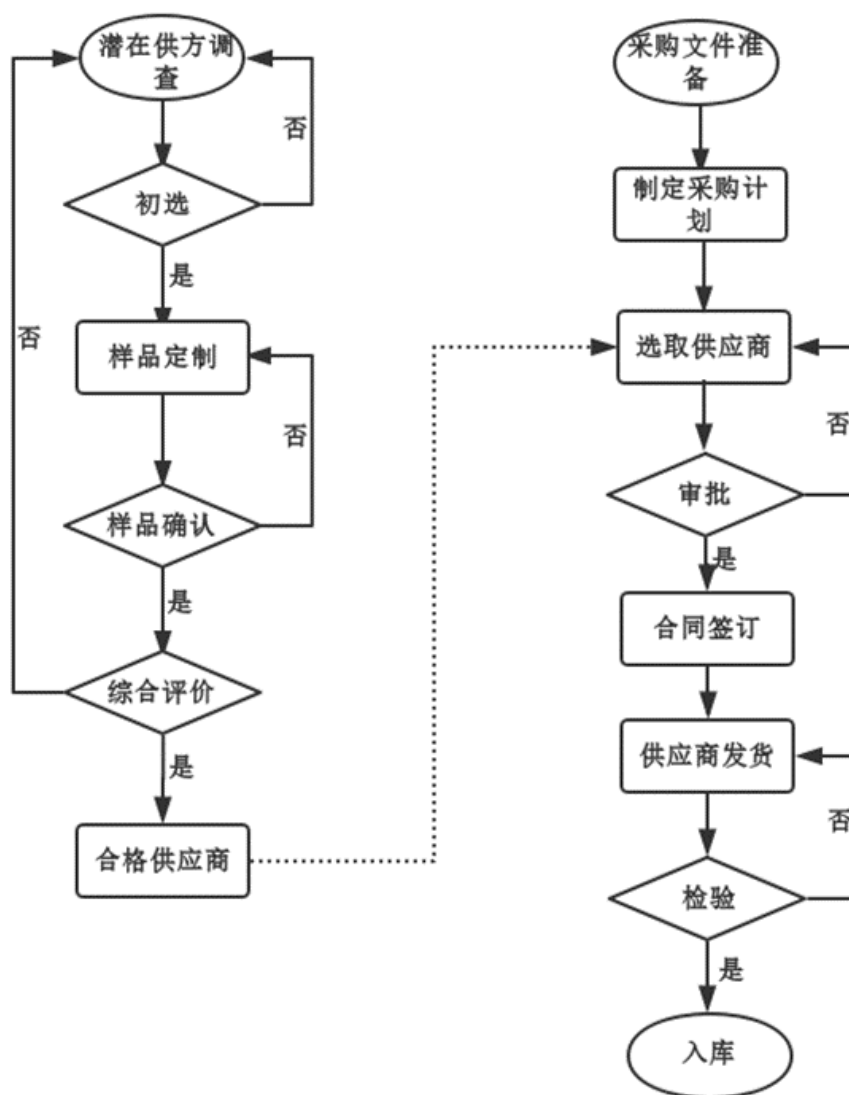 潜在供方调
查
否
初选
是
否
样品定制
否
样品确认
是
综合评价
是
合格供应商
采购文件准
备
制定采购计
划
选取供应商
否
审批
是
合同签订
供应商发货
否
检验
是
入库